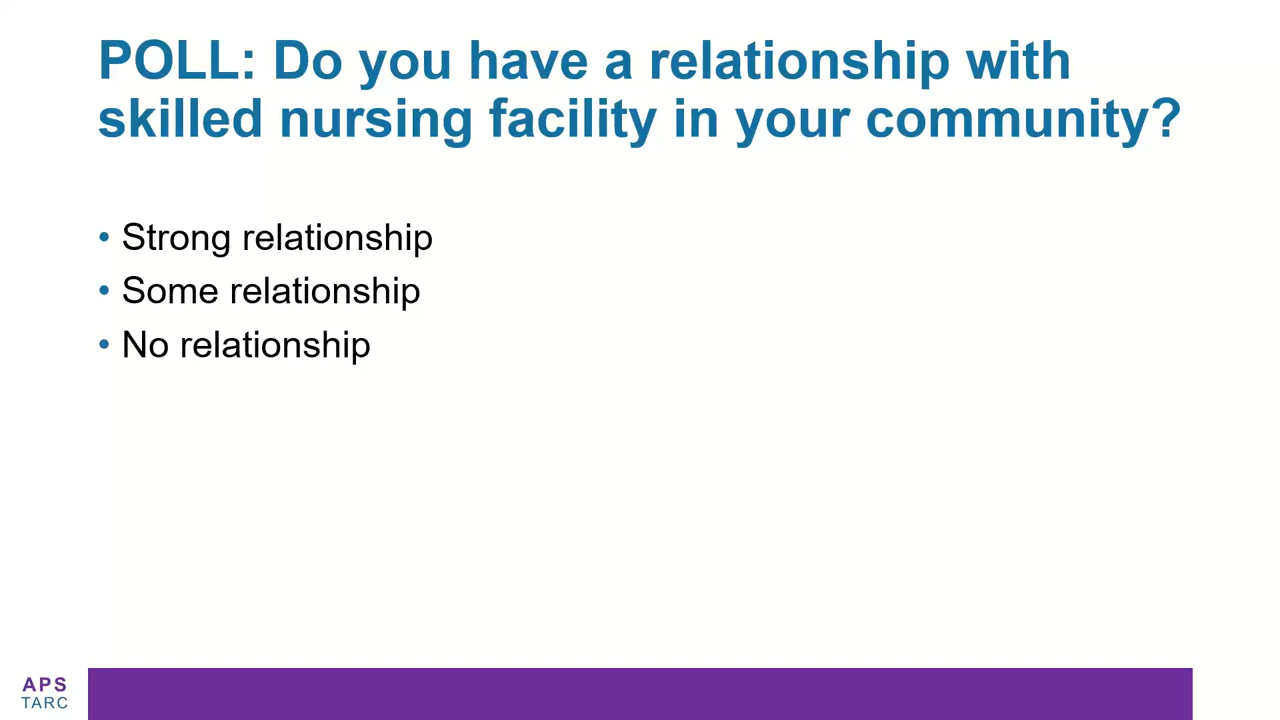 POLL: Do you have a relationship with
skilled nursing facility in your community?
• Strong relationship
• Some relationship
• No relationship
APS
TARC